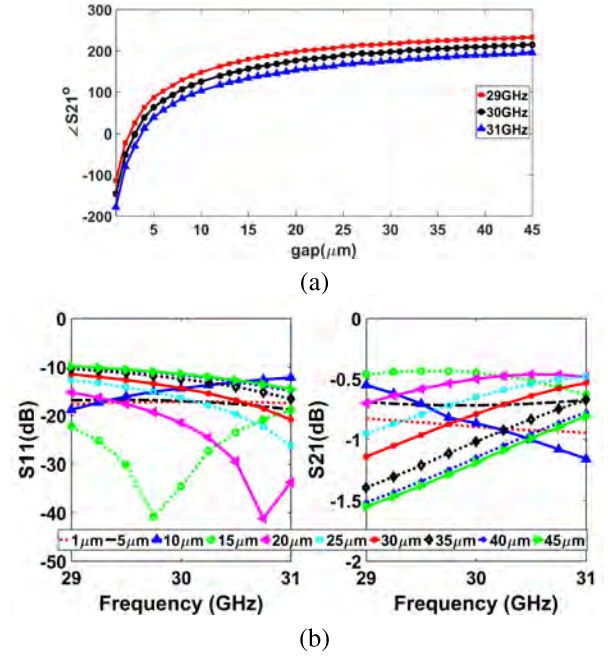 300
200
100
0
-100
-200
∠S21°
29GHz
30GHz
31GHz
5 10 15 20 25 30 35 40 45
gap(μm)
(a)
0
-10
-20
-30
-40
-50
S11(dB)
0
-0.5
-1
-1.5
-2
S21(dB)
1μm 5μm 10μm 15μm 20μm 25μm 30μm 35μm 40μm 45μm
29 30 31
29 30 31
Frequency (GHz)
Frequency (GHz)
(b)